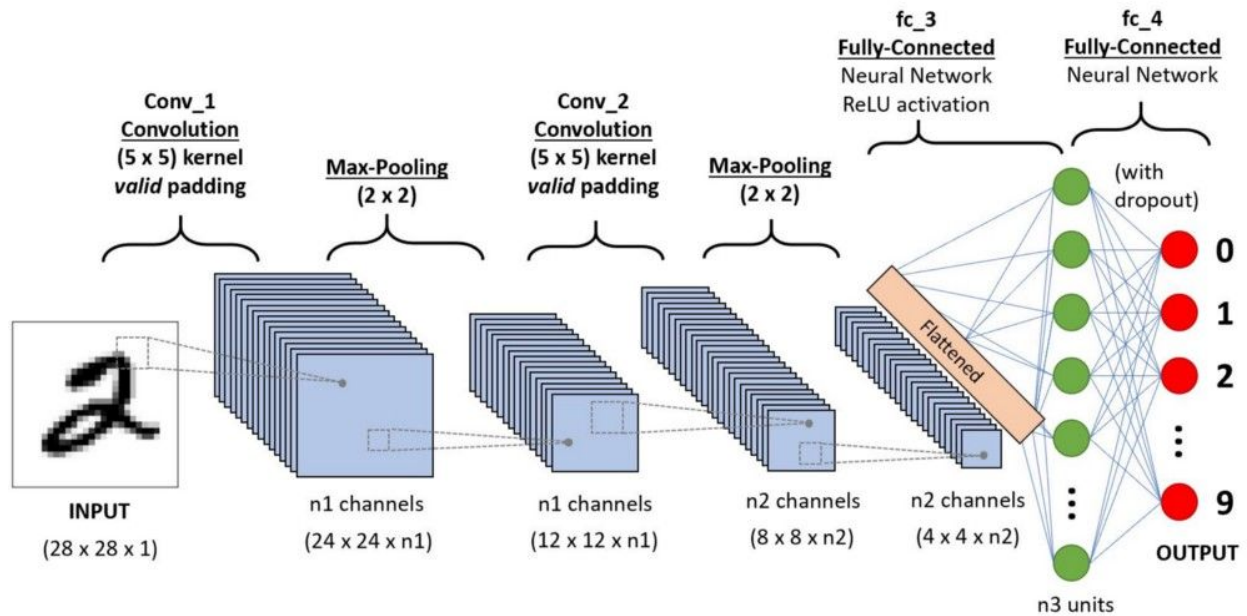 Conv_1
Convolution
(5 x 5) kernel
valid padding
Max-Pooling
(2 x 2)
Conv_2
Convolution
(5 x 5) kernel
valid padding
Max-Pooling
(2 x 2)
fc_3
Fully-Connected
Neural Network
ReLU activation
fc_4
Fully-Connected
Neural Network
(with
dropout)
INPUT
(28 x 28 x 1)
n1 channels
(24 x 24 x n1)
n1 channels
(12 x 12 x n1)
n2 channels
(8 x 8 x n2)
n2 channels
(4 x 4 x n2)
Flattened
n3 units
0
1
2
9
OUTPUT
2